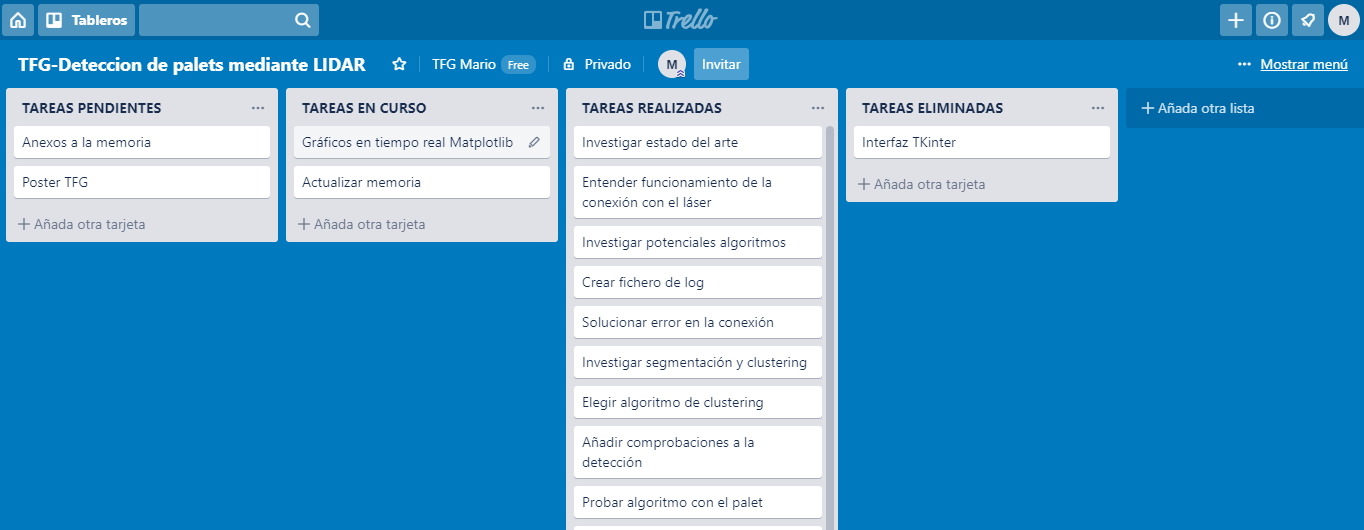 Tableros
Trello
M
TFG-Deteccion de palets mediante LIDAR
TFG Mario Free
Privado
M
Invitar
Mostrar menú
TAREAS PENDIENTES
Anexos a la memoria
Poster TFG
Añada otra tarjeta
TAREAS EN CURSO
Gráficos en tiempo real Matplotlib
Actualizar memoria
Añada otra tarjeta
TAREAS REALIZADAS
Investigar estado del arte
Entender funcionamiento de la
conexión con el láser
Investigar potenciales algoritmos
Crear fichero de log
Solucionar error en la conexión
Investigar segmentación y clustering
Elegir algoritmo de clustering
Añadir comprobaciones a la
detección
Probar algoritmo con el palet
TAREAS ELIMINADAS
Interfaz TKinter
Añada otra tarjeta
Añada otra lista